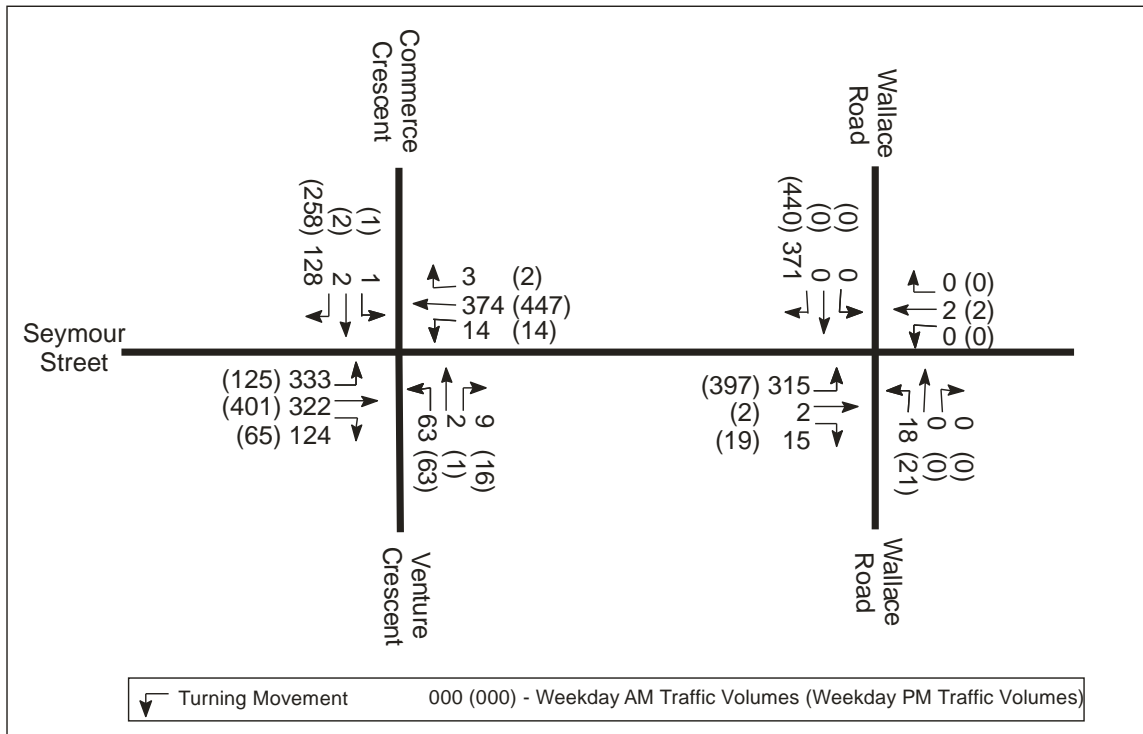 Commerce
Crescent
Wallace
Road
(258) 128
(2) 2
(1) 1
3 (2)
374 (447)
14 (14)
(440) 371
(0) 0
(0) 0
0 (0)
2 (2)
0 (0)
Seymour
Street
(125) 333
(401) 322
(65) 124
63 (63)
2 (1)
9 (16)
(397) 315
(2) 2
(19) 15
18 (21)
0 (0)
0 (0)
Venture
Crescent
Wallace
Road
Turning Movement
000 (000) - Weekday AM Traffic Volumes (Weekday PM Traffic Volumes)